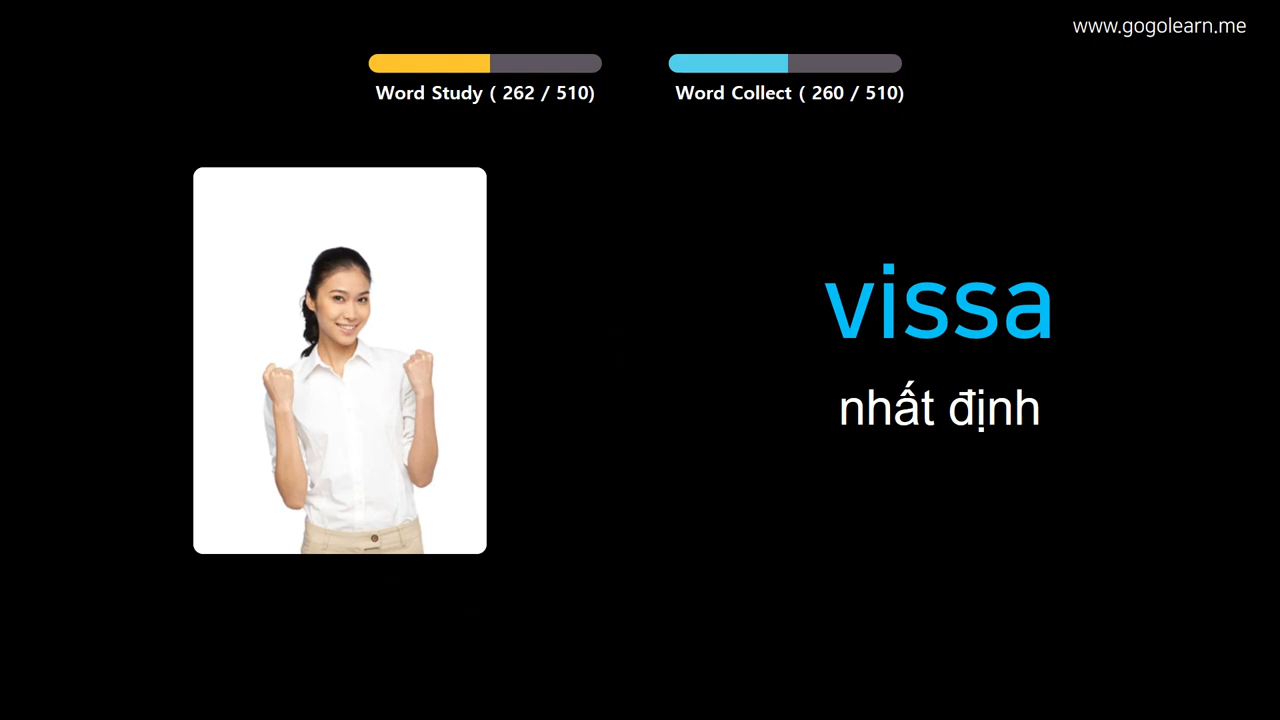 www.gogolearn.me
Word Study ( 262 / 510)
Word Collect ( 260 / 510)
vissa
nhất định